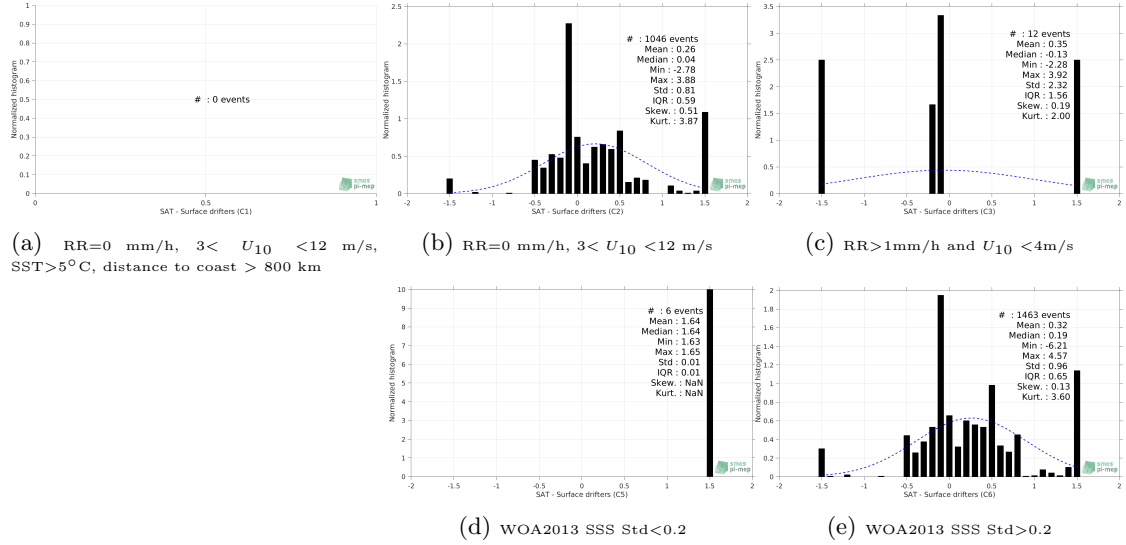 1
0.9
0.8
0.7
0.6
0.5
0.4
0.3
0.2
0.1
0
Normalized histogram
# : 0 events
smos
pi-mep
0 0.5 1
SAT - Surface drifters (C1)
(a) RR=0 mm/h, 3< U10 <12 m/s,
SST>5°C, distance to coast > 800 km
2.5
2
1.5
1
0.5
0
Normalized histogram
# : 1046 events
Mean : 0.26
Median : 0.04
Min : -2.78
Max : 3.88
Std : 0.81
IQR : 0.59
Skew. : 0.51
Kurt. : 3.87
smos
pi-mep
-2 -1.5 -1 -0.5 0 0.5 1 1.5 2
SAT - Surface drifters (C2)
(b) RR=0 mm/h, 3< U10 <12 m/s
3.5
3
2.5
2
1.5
1
0.5
0
Normalized histogram
# : 12 events
Mean : 0.35
Median : -0.13
Min : -2.28
Max : 3.92
Std : 2.32
IQR : 1.56
Skew. : 0.19
Kurt. : 2.00
smos
pi-mep
-2 -1.5 -1 -0.5 0 0.5 1 1.5 2
SAT - Surface drifters (C3)
(c) RR>1mm/h and U10 <4m/s
10
9
8
7
6
5
4
3
2
1
0
Normalized histogram
# : 6 events
Mean : 1.64
Median : 1.64
Min : 1.63
Max : 1.65
Std : 0.01
IQR : 0.01
Skew. : NaN
Kurt. : NaN
smos
pi-mep
-2 -1.5 -1 -0.5 0 0.5 1 1.5 2
SAT - Surface drifters (C5)
(d) WOA2013 SSS Std<0.2
2
1.8
1.6
1.4
1.2
1
0.8
0.6
0.4
0.2
0
Normalized histogram
# : 1463 events
Mean : 0.32
Median : 0.19
Min : -6.21
Max : 4.57
Std : 0.96
IQR : 0.65
Skew. : 0.13
Kurt. : 3.60
smos
pi-mep
-2 -1.5 -1 -0.5 0 0.5 1 1.5 2
SAT - Surface drifters (C6)
(e) WOA2013 SSS Std>0.2